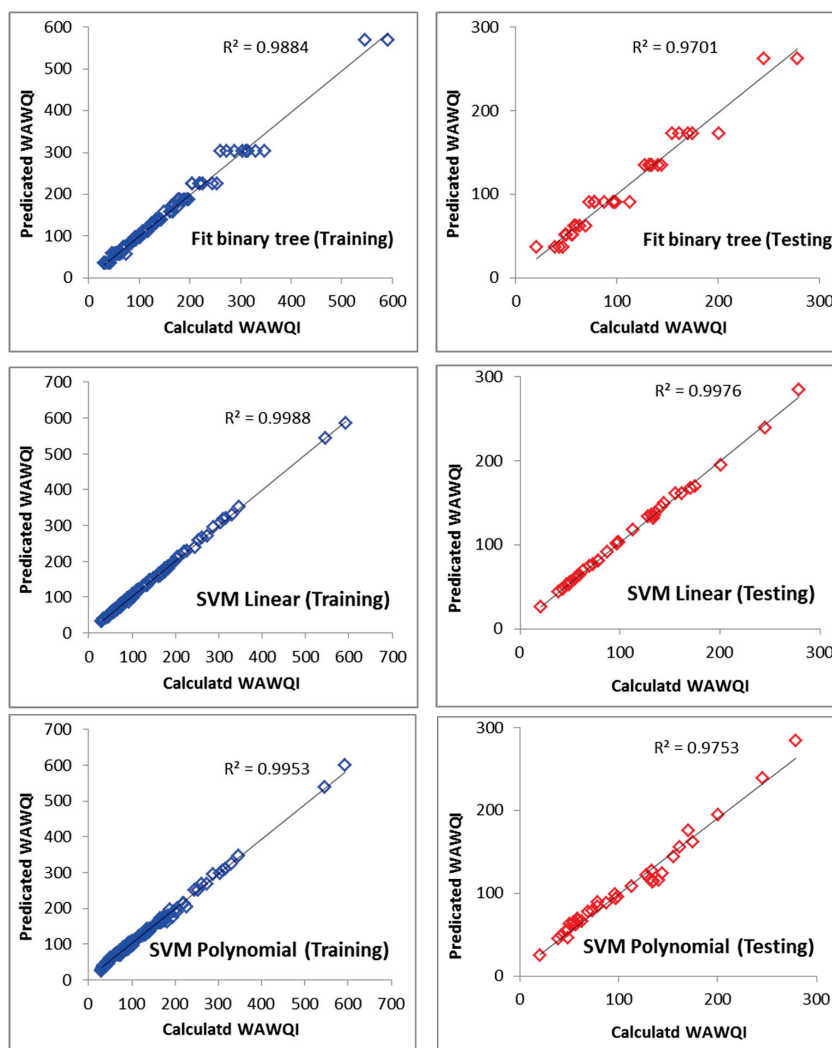 R² = 0.9884
Predicated WAWQI
600
500
400
300
200
100
0
Fit binary tree (Training)
0 100 200 300 400 500 600
Calculatd WAWQI
R² = 0.9701
Predicated WAWQI
300
200
100
0
Fit binary tree (Testing
0 100 200 300
Calculatd WAWQI
R² = 0.9988
Predicated WAWQI
700
600
500
400
300
200
100
0
SVM Linear (Training)
0 100 200 300 400 500 600 700
Calculatd WAWQI
R² = 0.9976
Predicated WAWQI
300
200
100
0
SVM Linear (Testing)
0 100 200 300
Calculatd WAWQI
R² = 0.9953
Predicated WAWQI
700
600
500
400
300
200
100
0
SVM Polynomial (Training)
0 100 200 300 400 500 600 700
Calculatd WAWQI
R² = 0.9753
Predicated WAWQI
300
200
100
0
SVM Polynomial (Testing)
0 100 200 300
Calculatd WAWQI